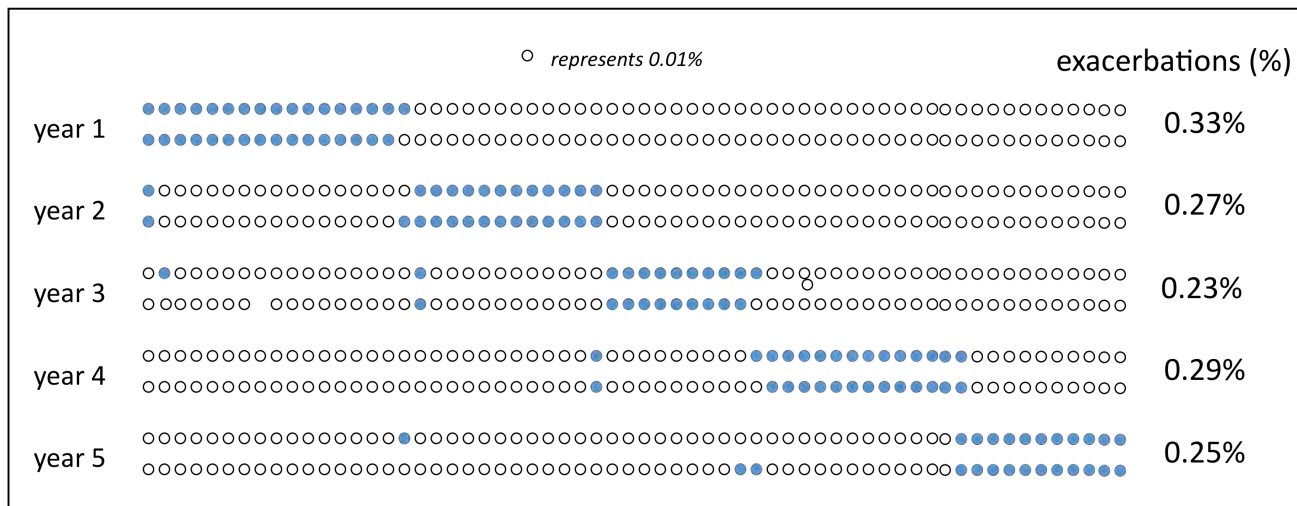 represents 0.01%
exacerbations (%)
year 1
0.33%
year 2
0.27%
year 3
0.23%
year 4
0.29%
year 5
0.25%